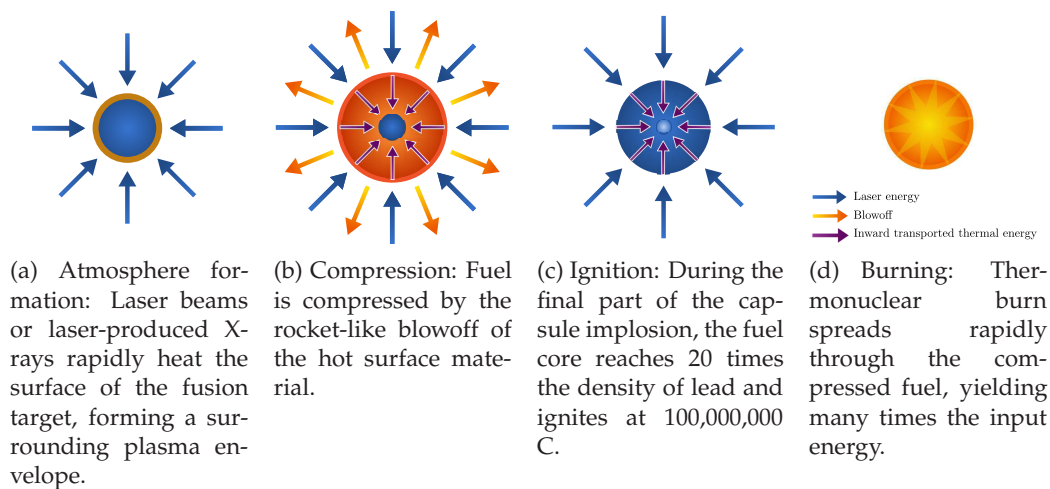 Laser energy
Blowoff
Inward transported thermal energy
(a) Atmosphere for-
mation: Laser beams
or laser-produced X-
rays rapidly heat the
surface of the fusion
target, forming a sur-
rounding plasma en-
velope.
(b) Compression: Fuel
is compressed by the
rocket-like blowoff of
the hot surface mate-
rial.
(c) Ignition: During the
final part of the cap-
sule implosion, the fuel
core reaches 20 times
the density of lead and
ignites at 100,000,000
C.
(d) Burning: Ther-
monuclear burn
spreads rapidly
through the com-
pressed fuel, yielding
many times the input
energy.